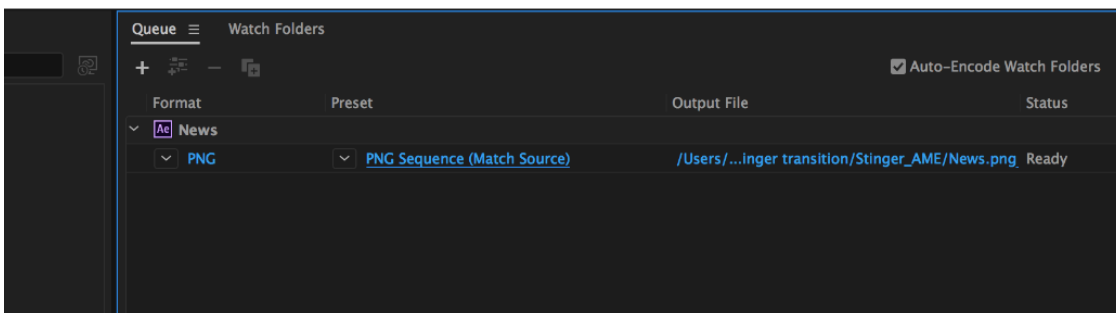 Queue Watch Folders
Auto-Encode Watch Folders
Format Preset Output File Status
Ae News
PNG PNG Sequence (Match Source) /Users/...inger transition/Stinger_AME/News.png Ready